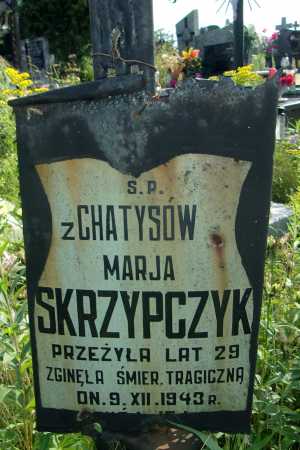 S.P.
z CHATYSÓW
MARJA
SKRZYPCZYK
PRZEŻYŁA LAT 29
ZGINĘŁA ŚMIER. TRAGICZNĄ
DN. 9. XII. 1943 R.